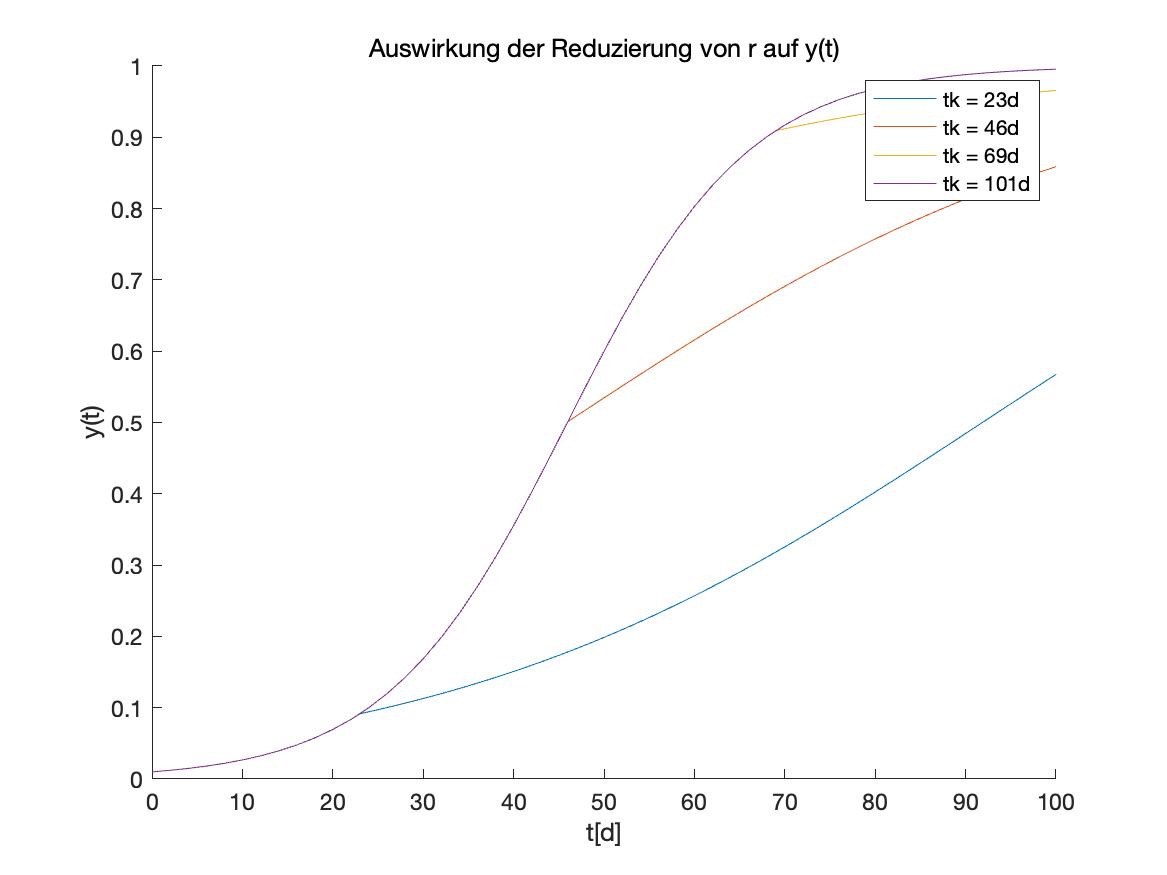 Auswirkung der Reduzierung von r auf y(t)
1
0.9
0.8
0.7
0.6
0.5
0.4
0.3
0.2
0.1
0
y(t)
tk = 23d
tk = 46d
tk = 69d
tk = 101d
0 10 20 30 40 50 60 70 80 90 100
t[d]